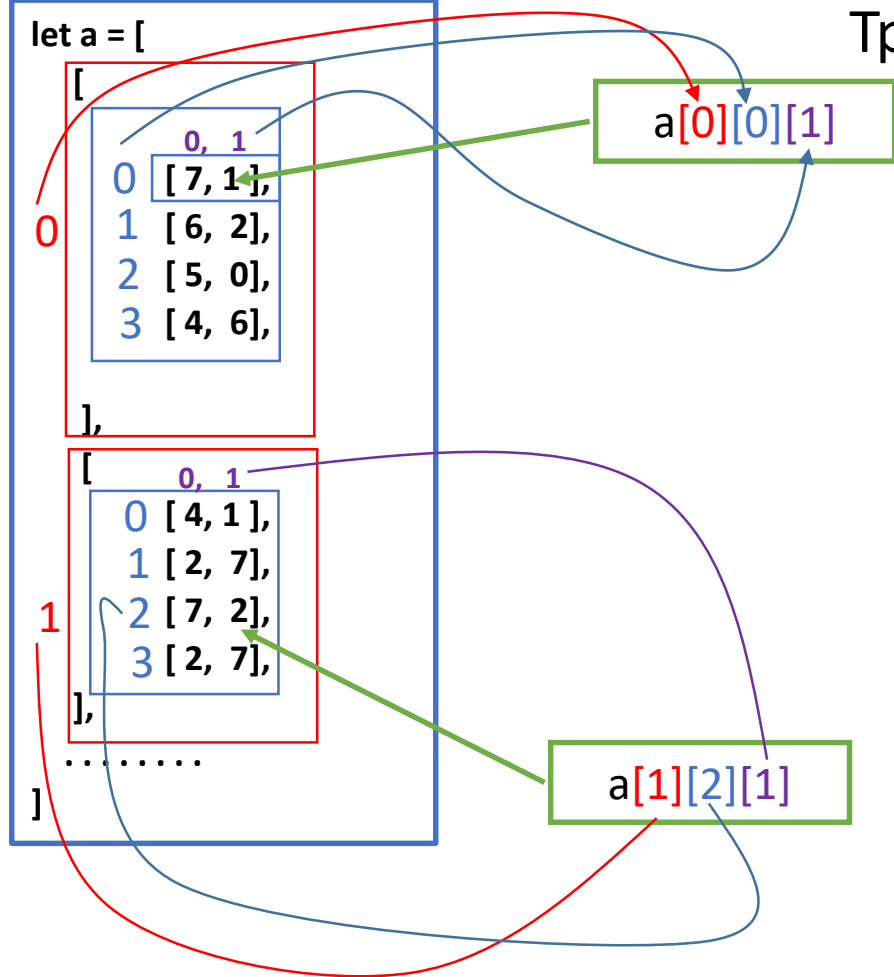 let a = [
[
0, 1
0 [ 7, 1 ],
0
1 [ 6, 2],
2 [ 5, 0],
3 [ 4, 6],
],
[
0, 1
0 [ 4, 1 ],
1 [ 2, 7],
1
2 [ 7, 2],
3 [ 2, 7],
],
. . . . . . . .
]
Тр
a[0][0][1]
a[1][2][1]